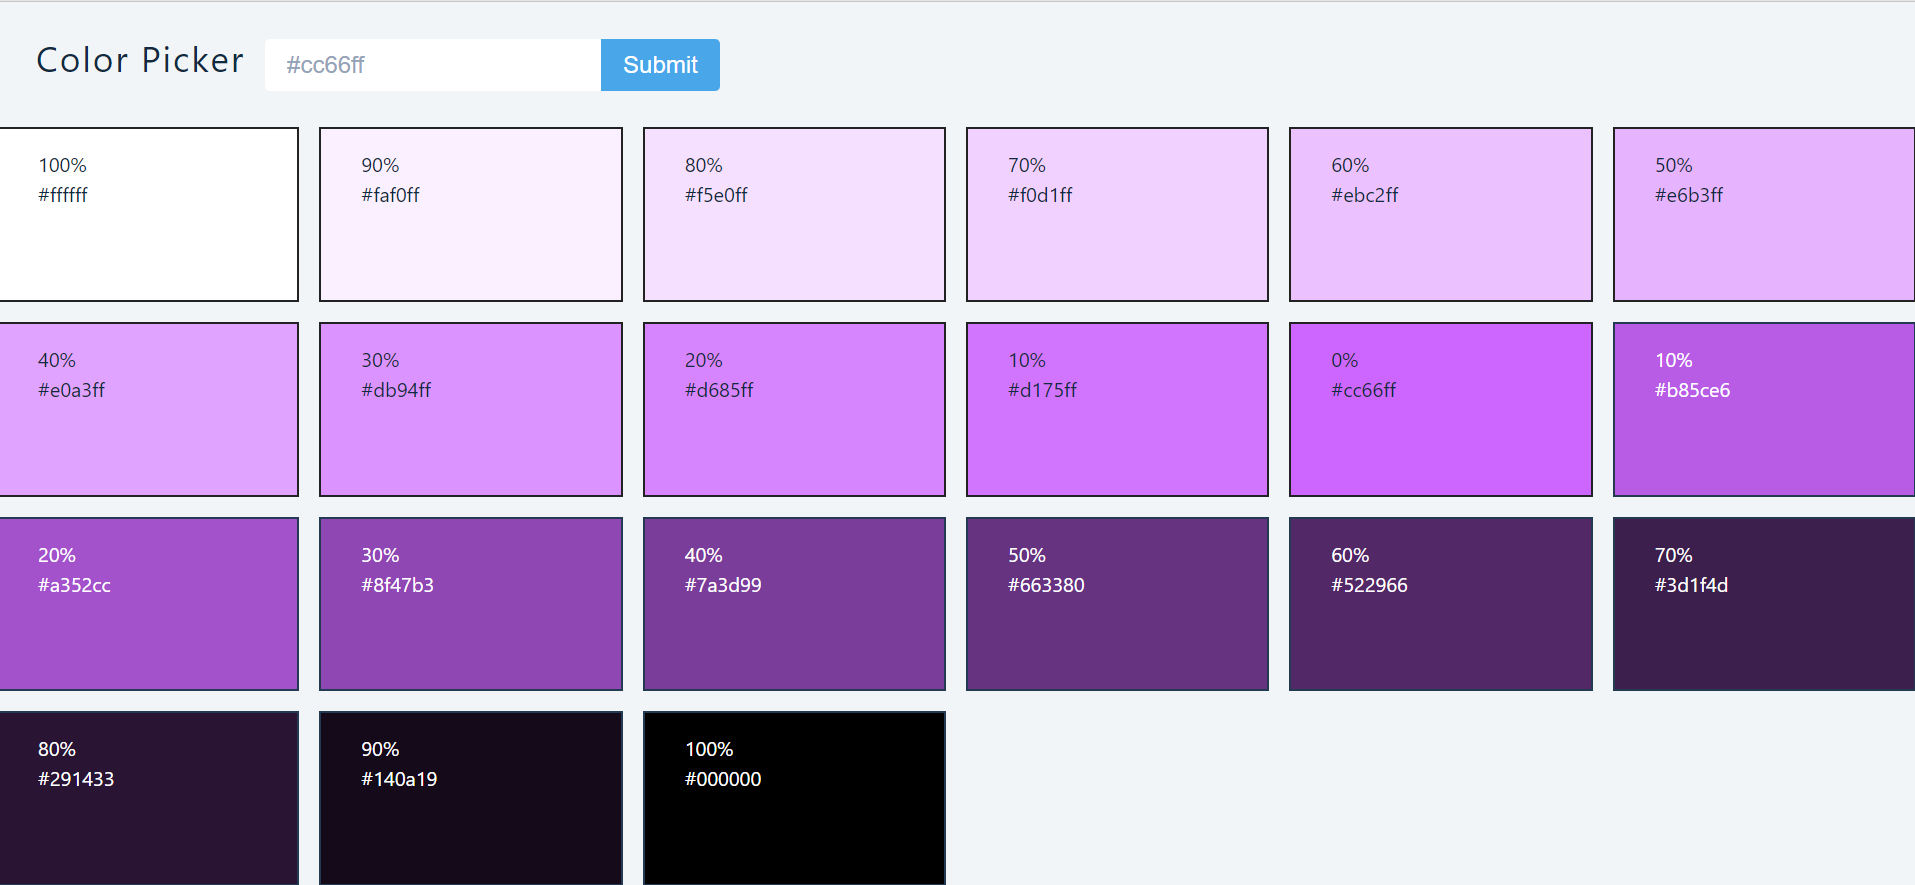 Color Picker
#cc66ff
Submit
100%
#ffffff
90%
#faf0ff
80%
#f5e0ff
70%
#f0d1ff
60%
#ebc2ff
50%
#e6b3ff
40%
#e0a3ff
30%
#db94ff
20%
#d685ff
10%
#d175ff
0%
#cc66ff
10%
#b85ce6
20%
#a352cc
30%
#8f47b3
40%
#7a3d99
50%
#663380
60%
#522966
70%
#3d1f4d
80%
#291433
90%
#140a19
100%
#000000